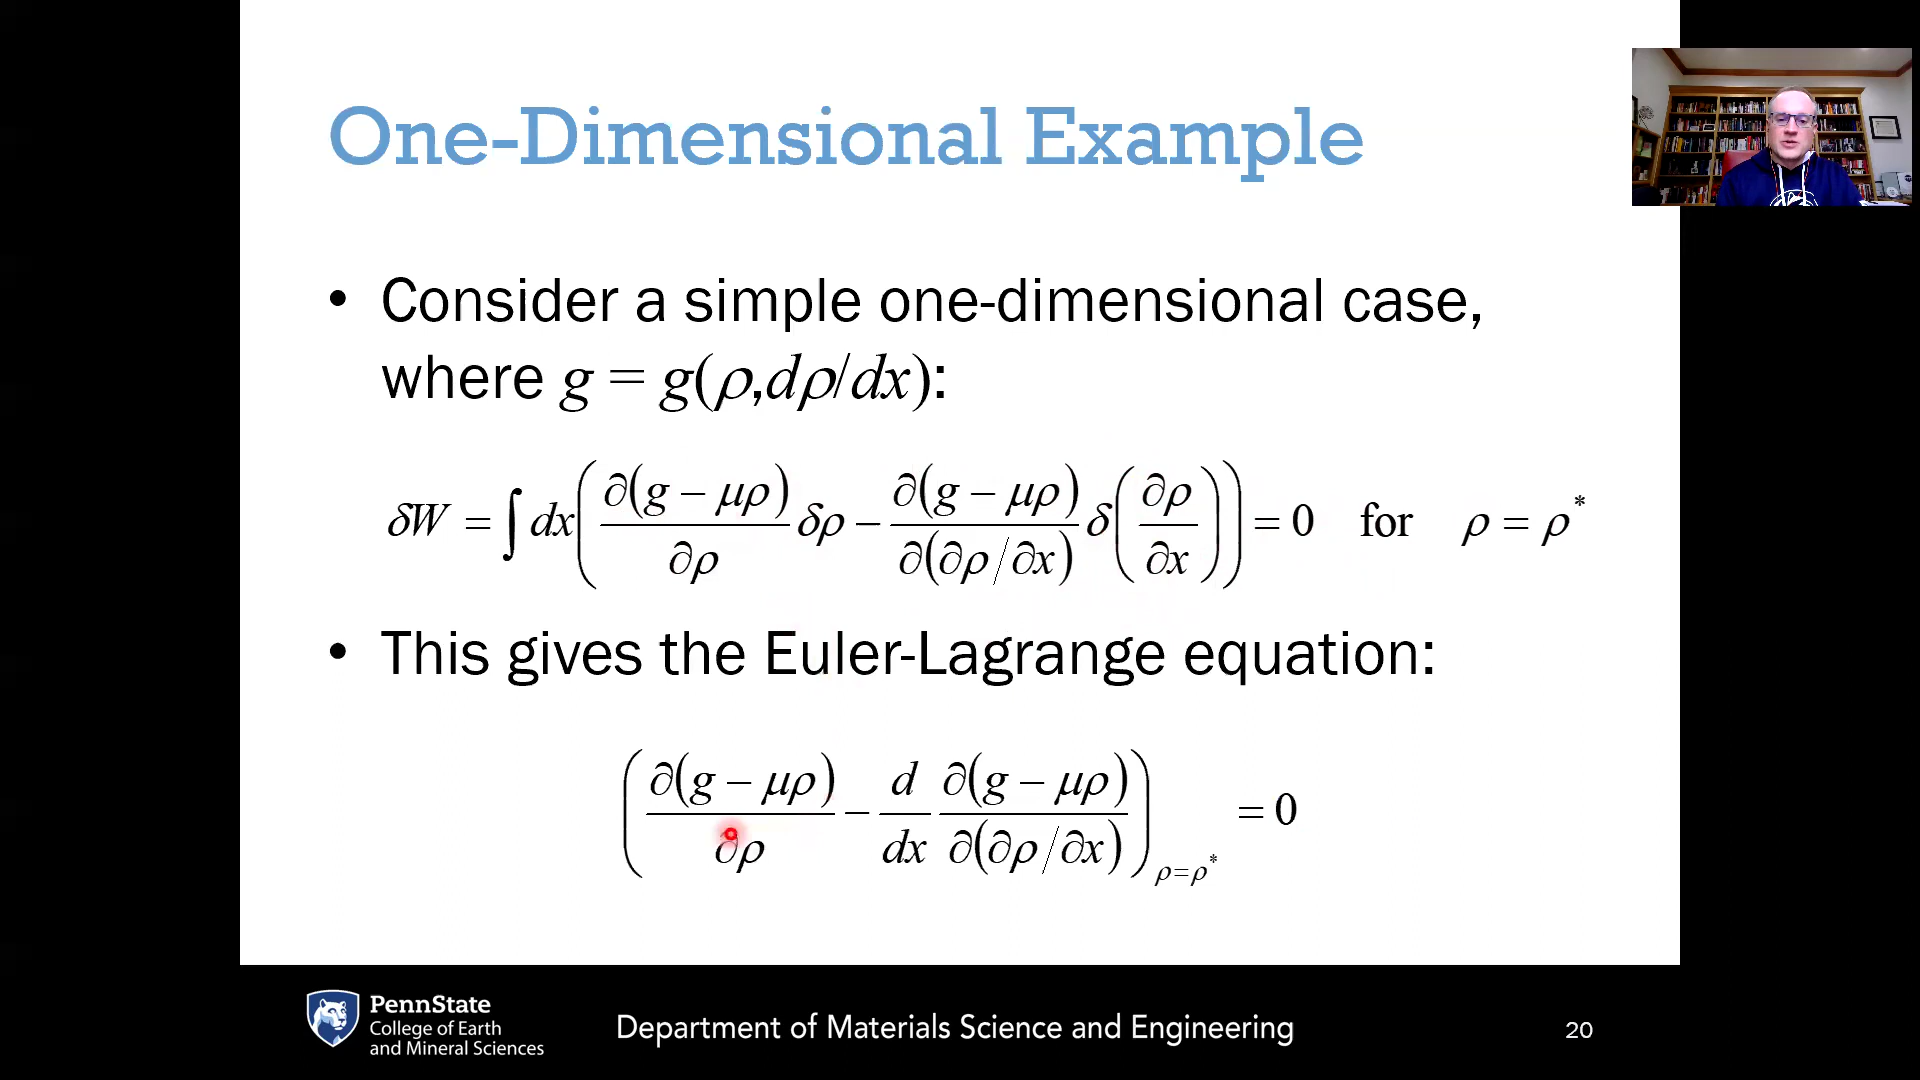 One-Dimensional Example
• Consider a simple one-dimensional case,
where g = g(ρ,dρ/dx):
δW = ∫ dx( ∂(g − μρ)/∂ρ δρ − ∂(g − μρ)/∂(∂ρ/∂x) δ(∂ρ/∂x) ) = 0 for ρ = ρ*
• This gives the Euler-Lagrange equation:
( ∂(g − μρ)/∂ρ − d/dx ∂(g − μρ)/∂(∂ρ/∂x) )ρ=ρ* = 0
PennState
College of Earth
and Mineral Sciences
Department of Materials Science and Engineering
20